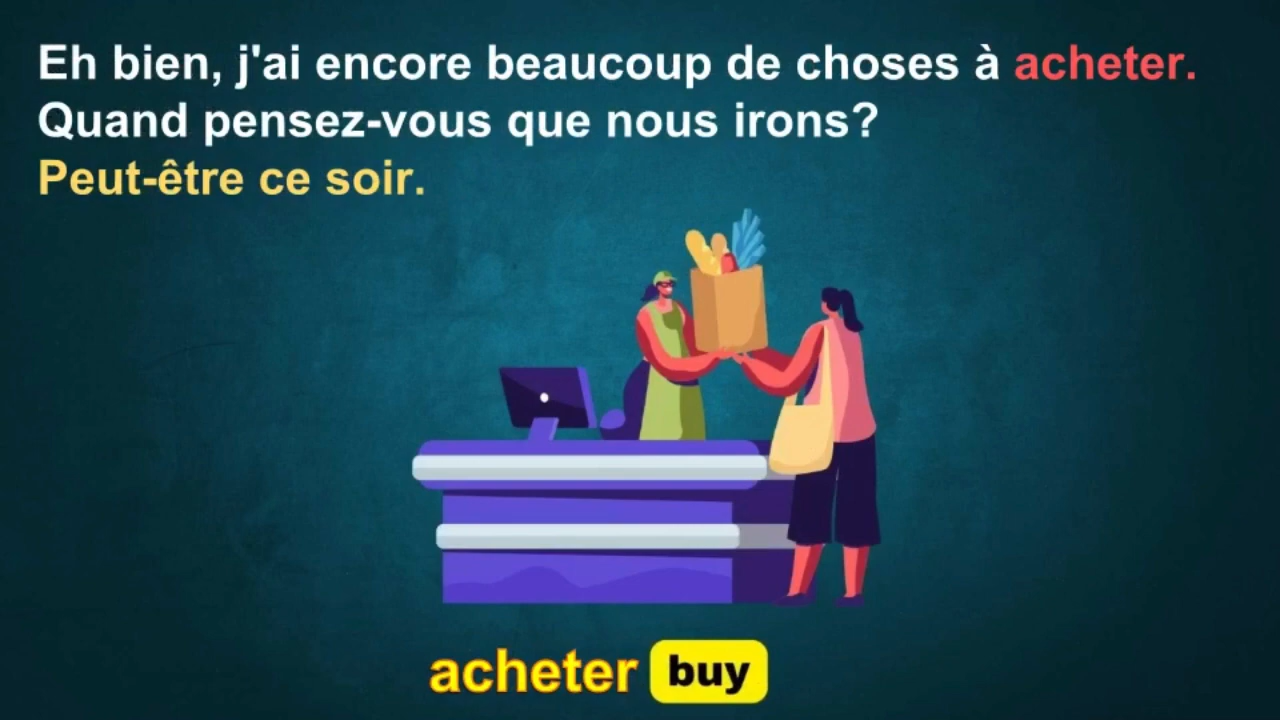 Eh bien, j'ai encore beaucoup de choses à acheter.
Quand pensez-vous que nous irons?
Peut-être ce soir.
acheter buy